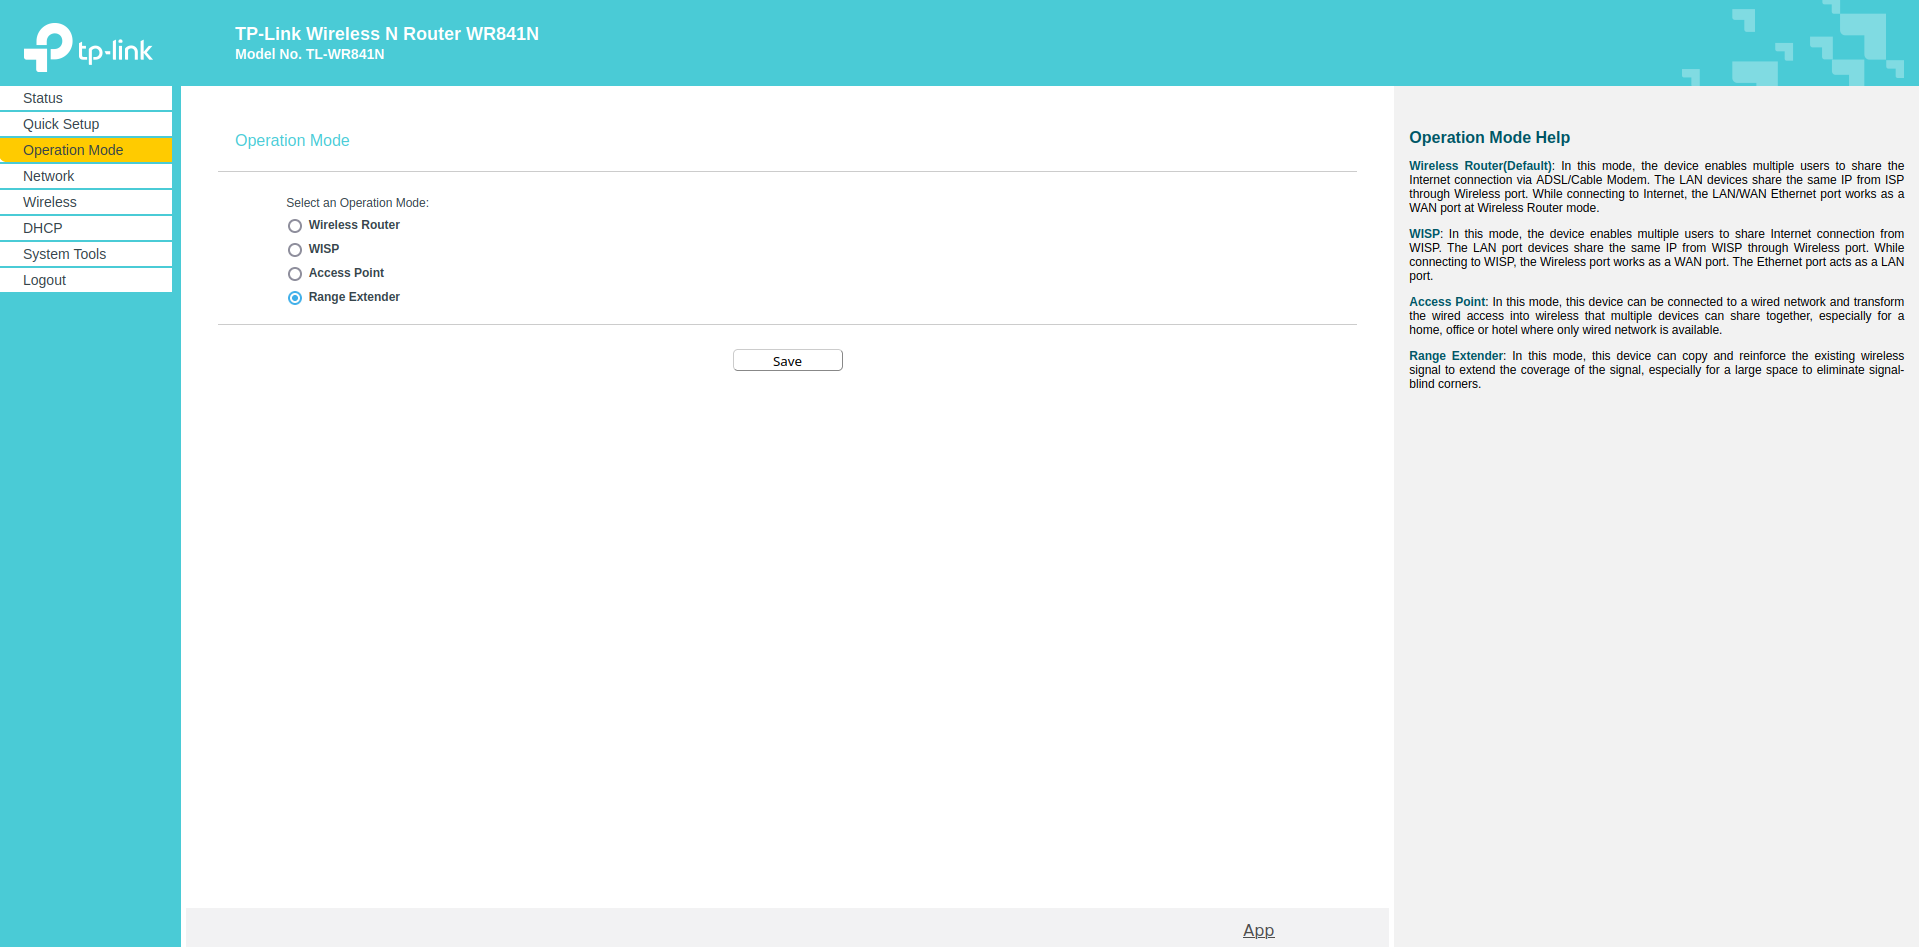 tp-link
TP-Link Wireless N Router WR841N
Model No. TL-WR841N
Status
Quick Setup
Operation Mode
Network
Wireless
DHCP
System Tools
Logout
Operation Mode
Select an Operation Mode:
Wireless Router
WISP
Access Point
Range Extender
Save
App
Operation Mode Help
Wireless Router(Default): In this mode, the device enables multiple users to share the
Internet connection via ADSL/Cable Modem. The LAN devices share the same IP from ISP
through Wireless port. While connecting to Internet, the LAN/WAN Ethernet port works as a
WAN port at Wireless Router mode.
WISP: In this mode, the device enables multiple users to share Internet connection from
WISP. The LAN port devices share the same IP from WISP through Wireless port. While
connecting to WISP, the Wireless port works as a WAN port. The Ethernet port acts as a LAN
port.
Access Point: In this mode, this device can be connected to a wired network and transform
the wired access into wireless that multiple devices can share together, especially for a
home, office or hotel where only wired network is available.
Range Extender: In this mode, this device can copy and reinforce the existing wireless
signal to extend the coverage of the signal, especially for a large space to eliminate signal-
blind corners.